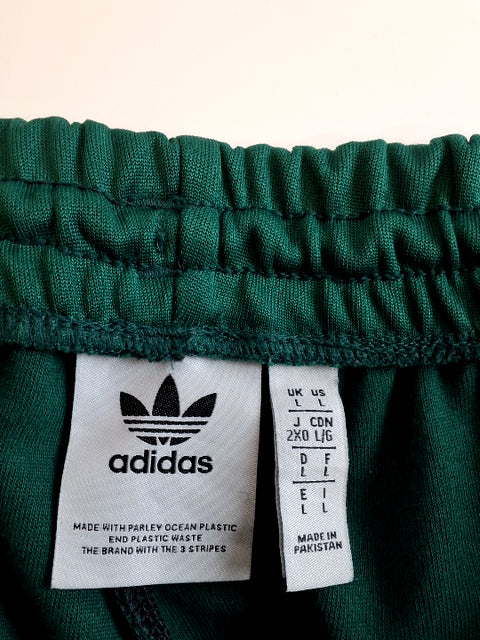 adidas
MADE WITH PARLEY OCEAN PLASTIC
END PLASTIC WASTE
THE BRAND WITH THE 3 STRIPES
UK US
L L
J CDN
2XO L/G
D F
L L
E I
L L
MADE IN
PAKISTAN